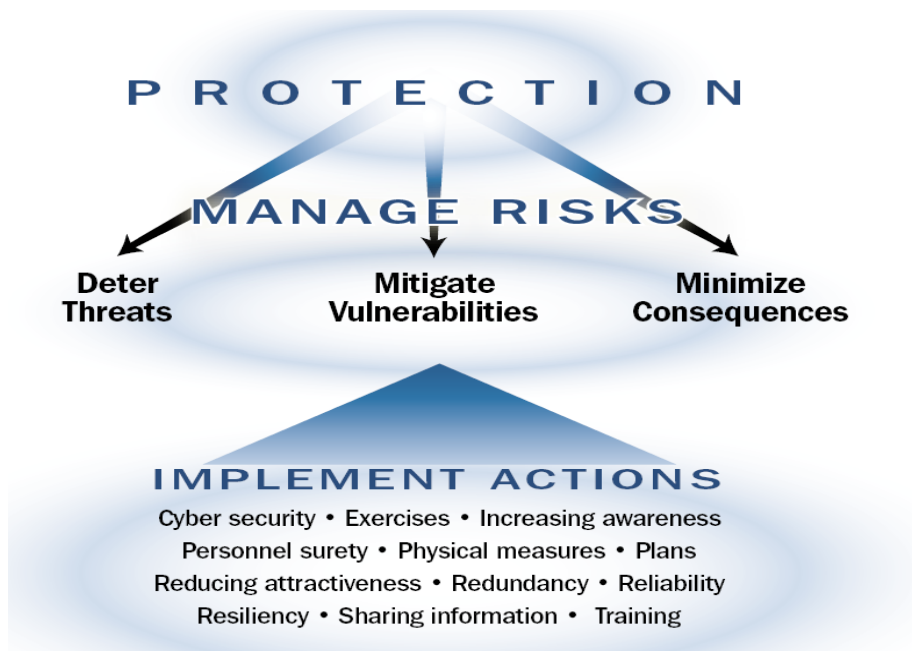 PROTECTION
MANAGE RISKS
Deter
Threats
Mitigate
Vulnerabilities
Minimize
Consequences
IMPLEMENT ACTIONS
Cyber security • Exercises • Increasing awareness
Personnel surety • Physical measures • Plans
Reducing attractiveness • Redundancy • Reliability
Resiliency • Sharing information • Training